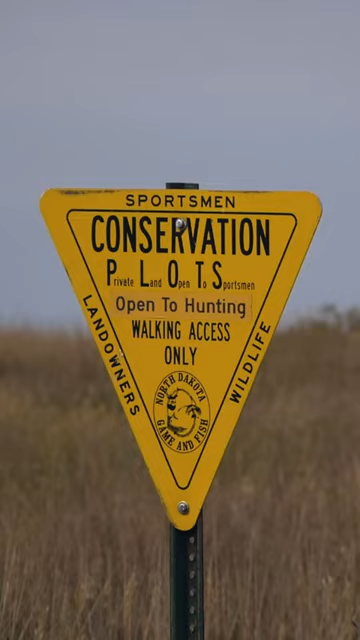 SPORTSMEN
CONSERVATION
Private Land Open To Sportsmen
Open To Hunting
WALKING ACCESS
ONLY
LANDOWNERS
WILDLIFE
NORTH DAKOTA
GAME AND FISH